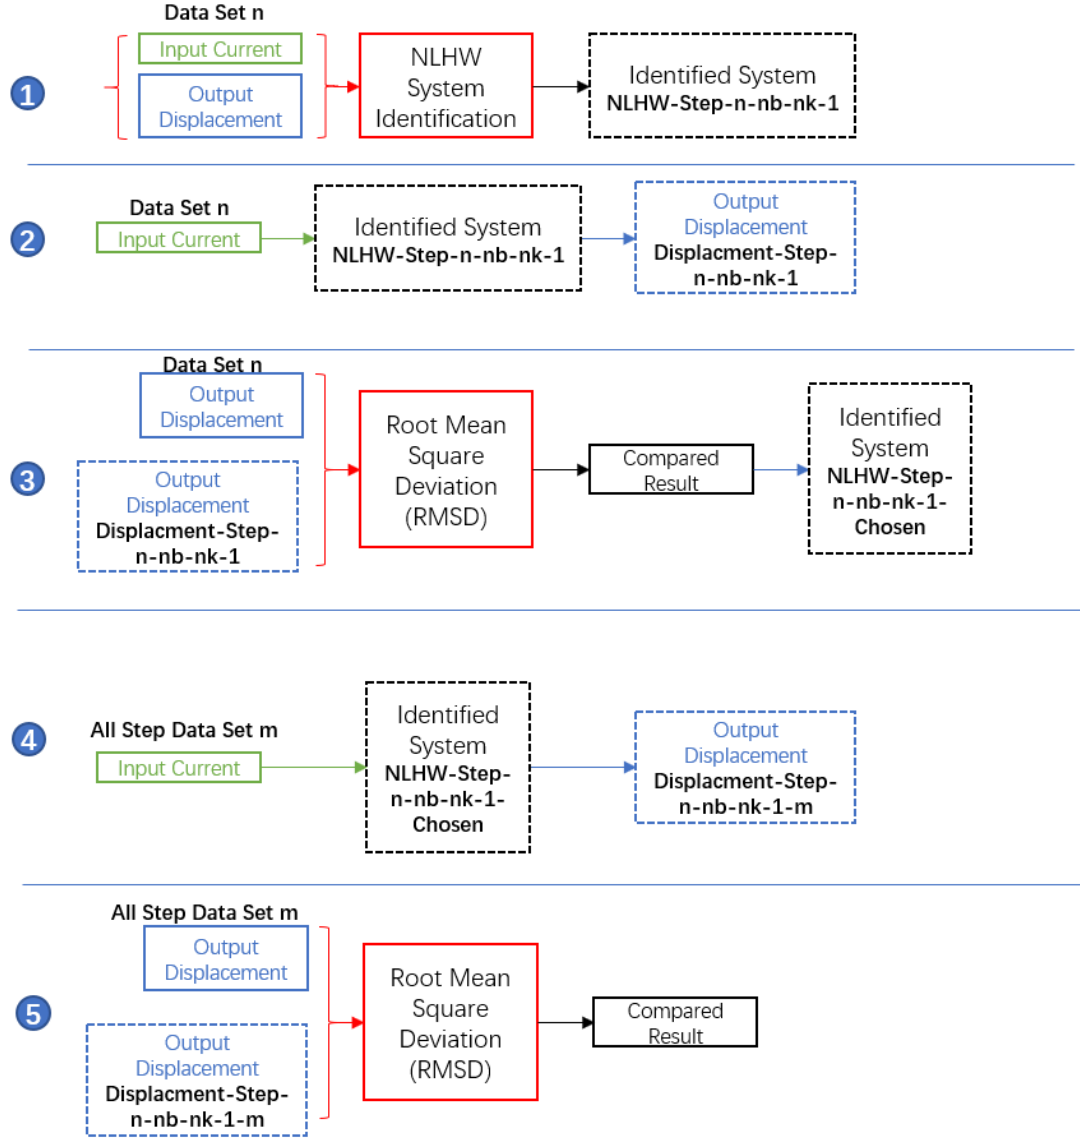 Data Set n
1
Input Current
Output
Displacement
NLHW
System
Identification
Identified System
NLHW-Step-n-nb-nk-1
2
Data Set n
Input Current
Identified System
NLHW-Step-n-nb-nk-1
Output
Displacement
Displacment-Step-
n-nb-nk-1
3
Data Set n
Output
Displacement
Output
Displacement
Displacment-Step-
n-nb-nk-1
Root Mean
Square
Deviation
(RMSD)
Compared
Result
Identified
System
NLHW-Step-
n-nb-nk-1-
Chosen
4
All Step Data Set m
Input Current
Identified
System
NLHW-Step-
n-nb-nk-1-
Chosen
Output
Displacement
Displacment-Step-
n-nb-nk-1-m
5
All Step Data Set m
Output
Displacement
Output
Displacement
Displacment-Step-
n-nb-nk-1-m
Root Mean
Square
Deviation
(RMSD)
Compared
Result